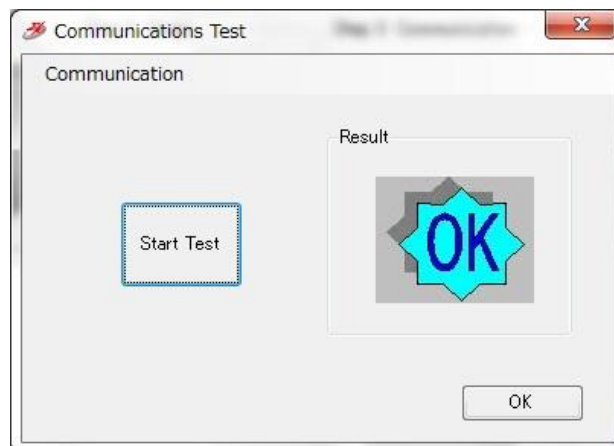 Communications Test
Communication
Result
Start Test
OK
OK